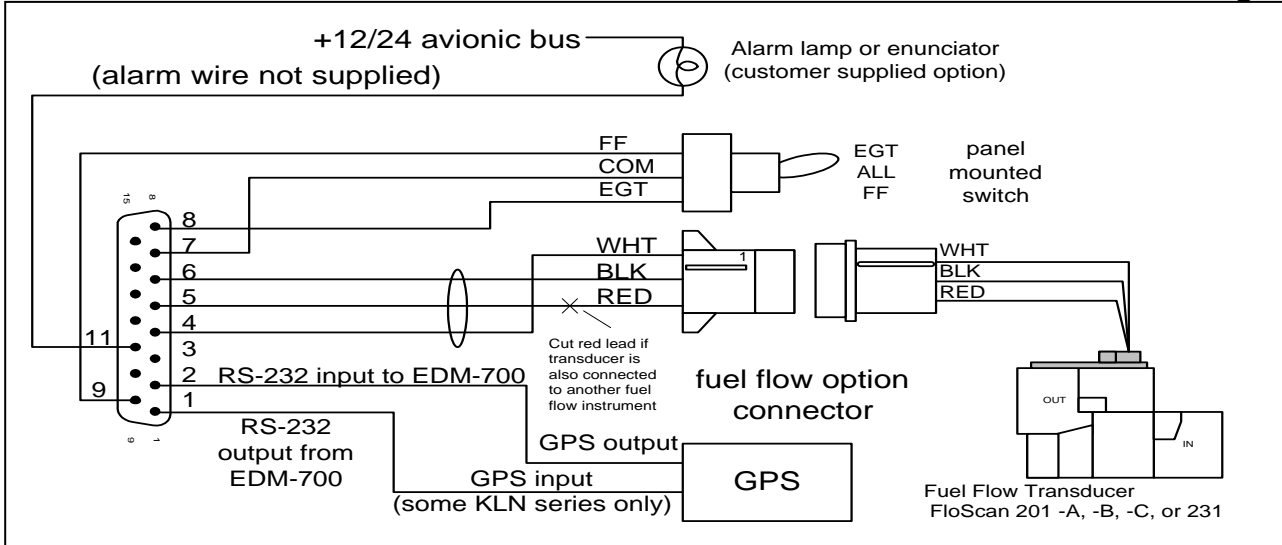 +12/24 avionic bus
(alarm wire not supplied)
Alarm lamp or enunciator
(customer supplied option)
FF
COM
EGT
EGT
ALL
FF
panel
mounted
switch
15
8
8
7
6
5
4
3
2
1
11
9
9
1
WHT
BLK
RED
1
WHT
BLK
RED
Cut red lead if
transducer is
also connected
to another fuel
flow instrument
fuel flow option
connector
RS-232 input to EDM-700
RS-232
output from
EDM-700
GPS output
GPS input
(some KLN series only)
GPS
OUT
IN
Fuel Flow Transducer
FloScan 201 -A, -B, -C, or 231